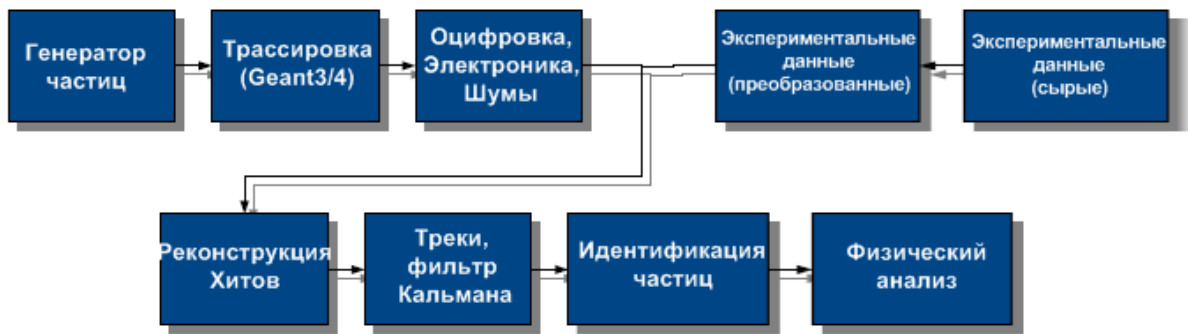 Генератор
частиц
Трассировка
(Geant3/4)
Оцифровка,
Электроника,
Шумы
Экспериментальные
данные
(преобразованные)
Экспериментальные
данные
(сырые)
Реконструкция
Хитов
Треки,
фильтр
Кальмана
Идентификация
частиц
Физический
анализ